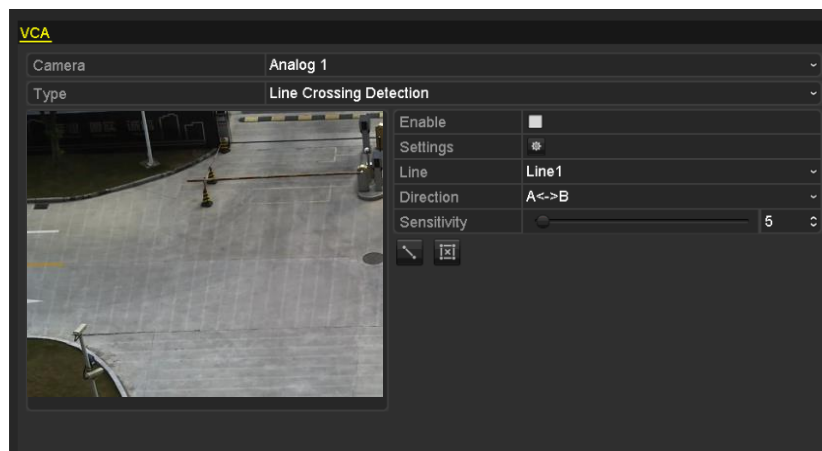 VCA
Camera Analog 1
Type Line Crossing Detection
Enable
Settings
Line Line1
Direction A<->B
Sensitivity 5